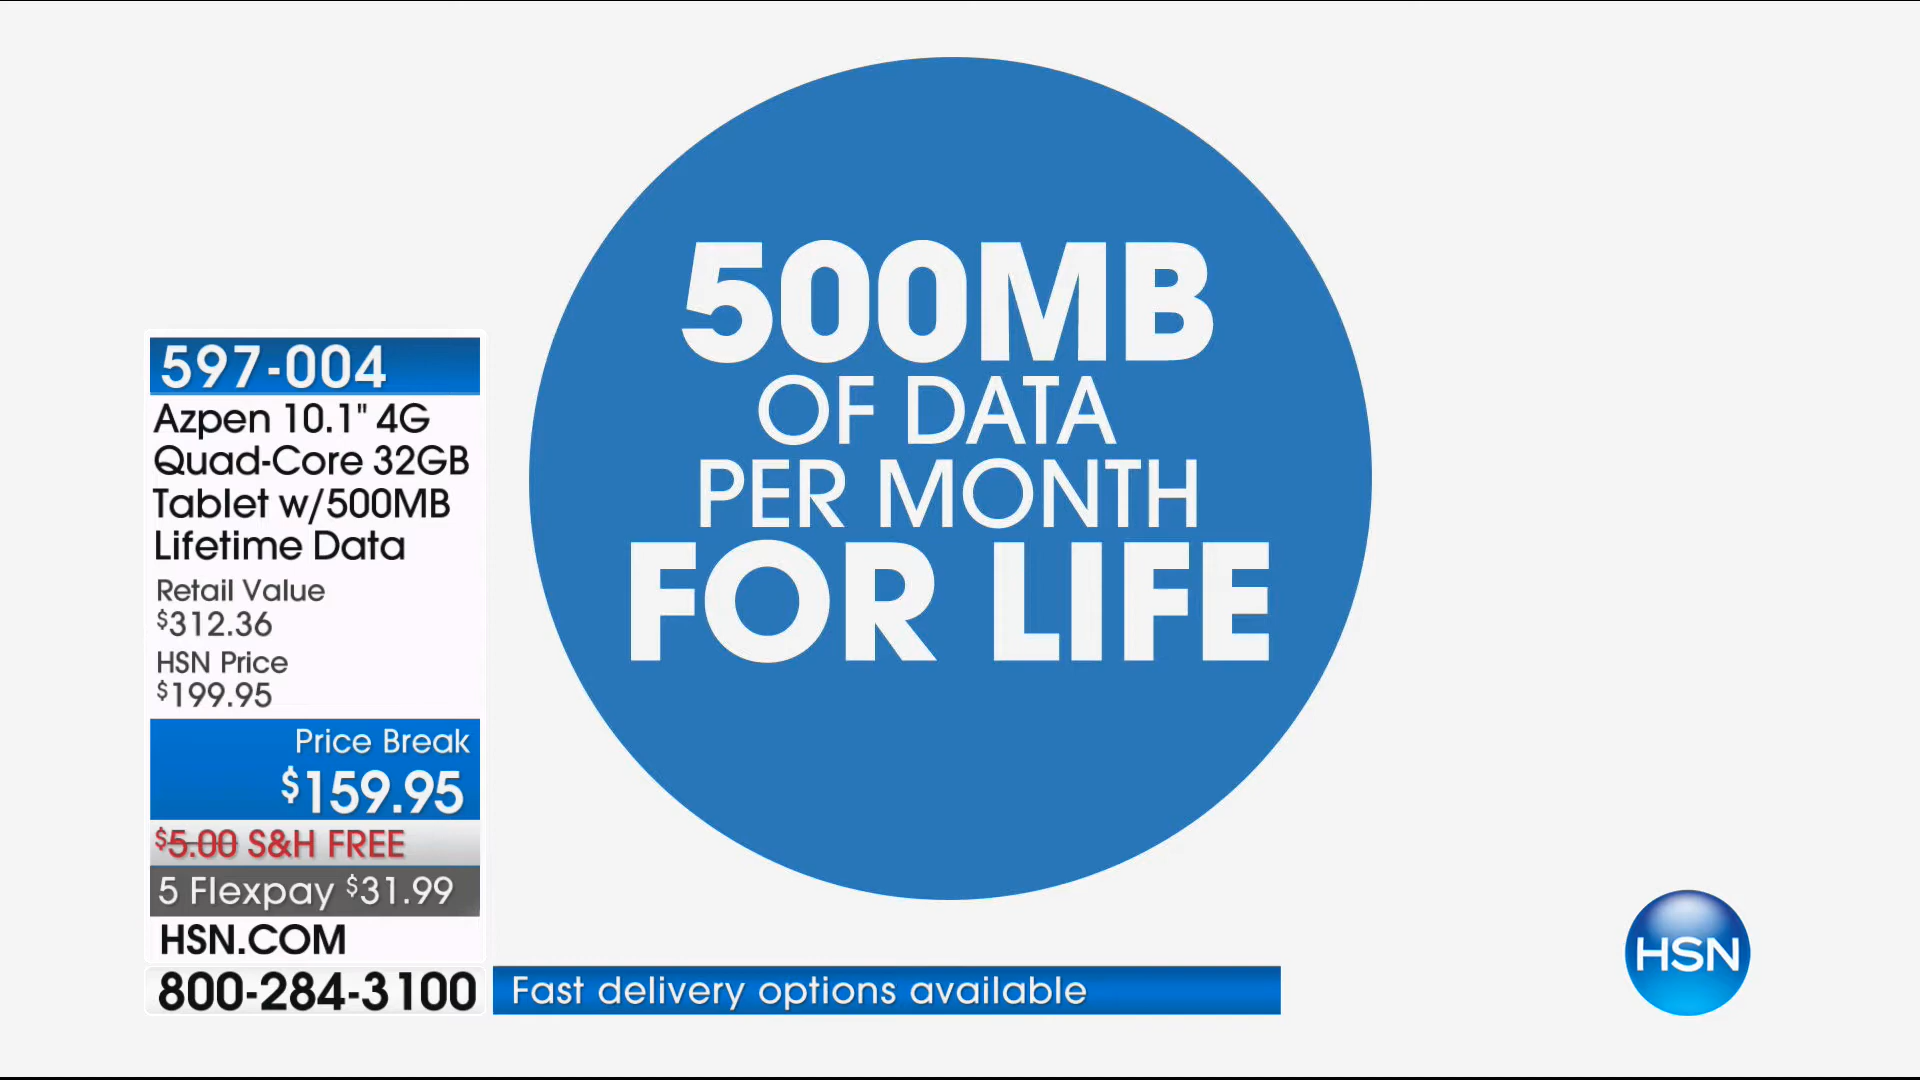 500MB
OF DATA
PER MONTH
FOR LIFE
597-004
Azpen 10.1" 4G
Quad-Core 32GB
Tablet w/500MB
Lifetime Data
Retail Value
$312.36
HSN Price
$199.95
Price Break
$159.95
$5.00 S&H FREE
5 Flexpay $31.99
HSN.COM
800-284-3100
Fast delivery options available
HSN